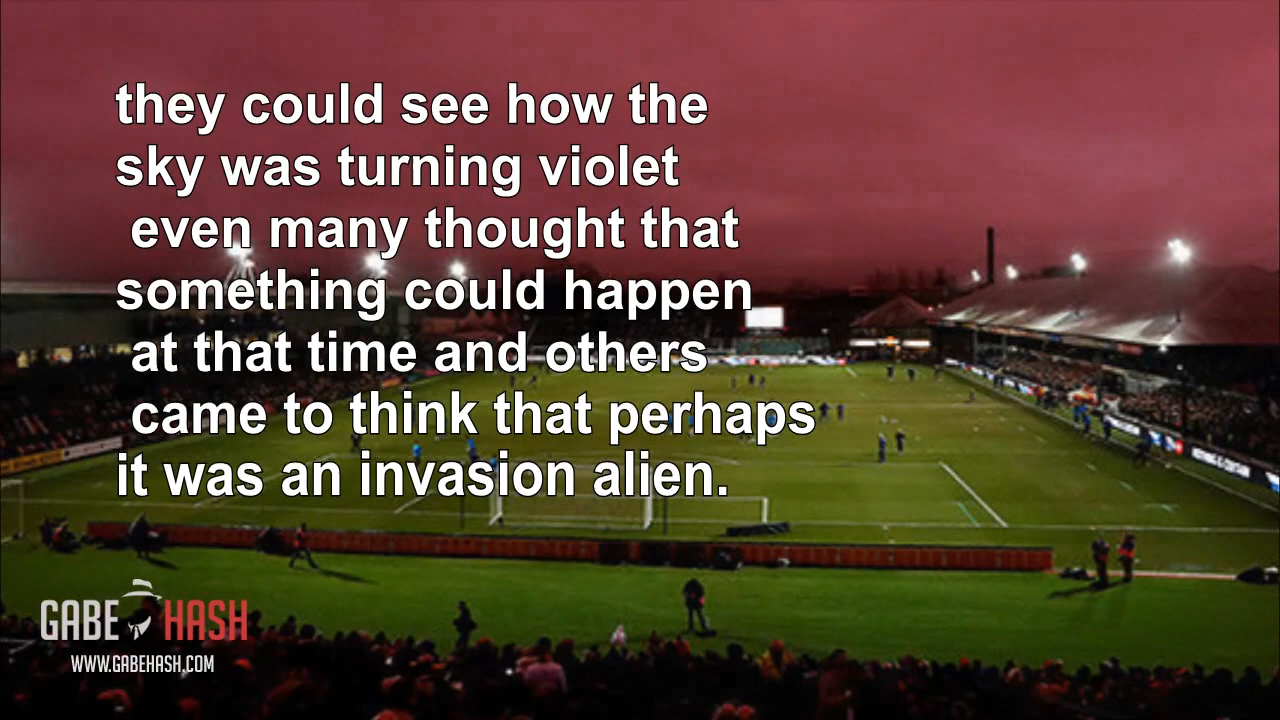 they could see how the
sky was turning violet
even many thought that
something could happen
at that time and others
came to think that perhaps
it was an invasion alien.
GABE HASH
WWW.GABEHASH.COM